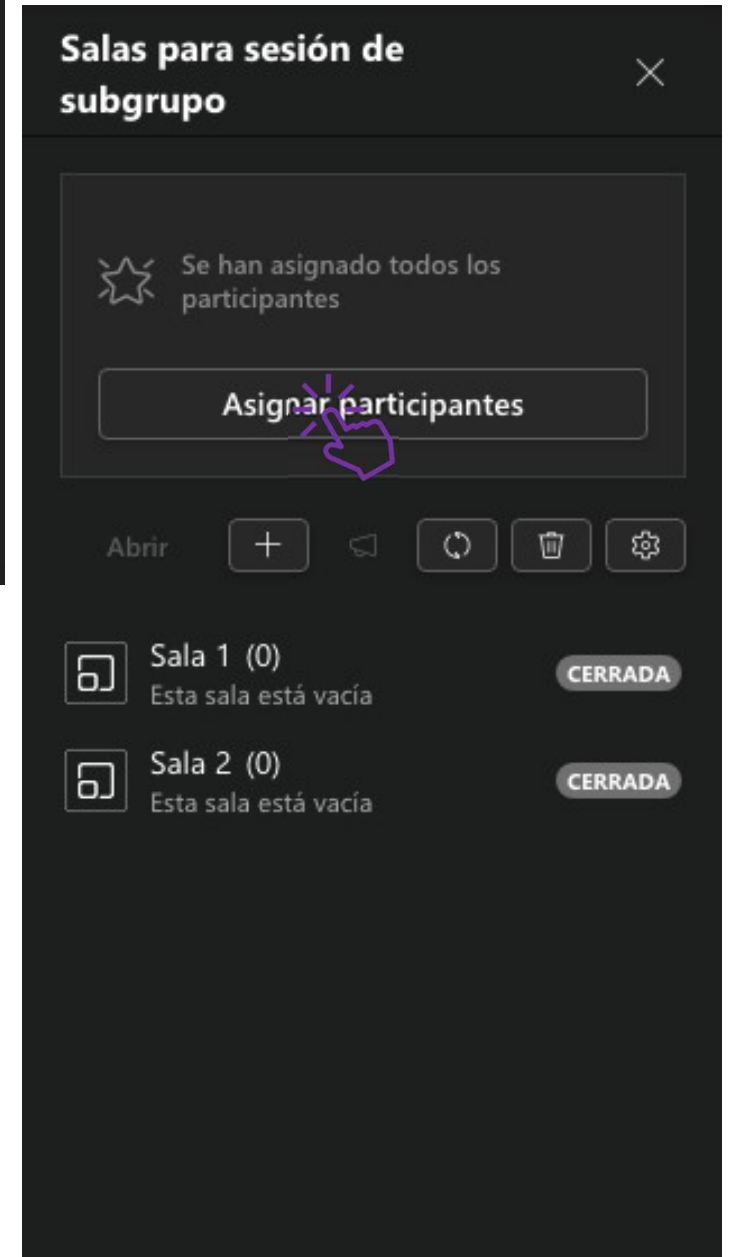 Salas para sesión de
subgrupo
Se han asignado todos los
participantes
Asignar participantes
Abrir
Sala 1 (0)
Esta sala está vacía
CERRADA
Sala 2 (0)
Esta sala está vacía
CERRADA